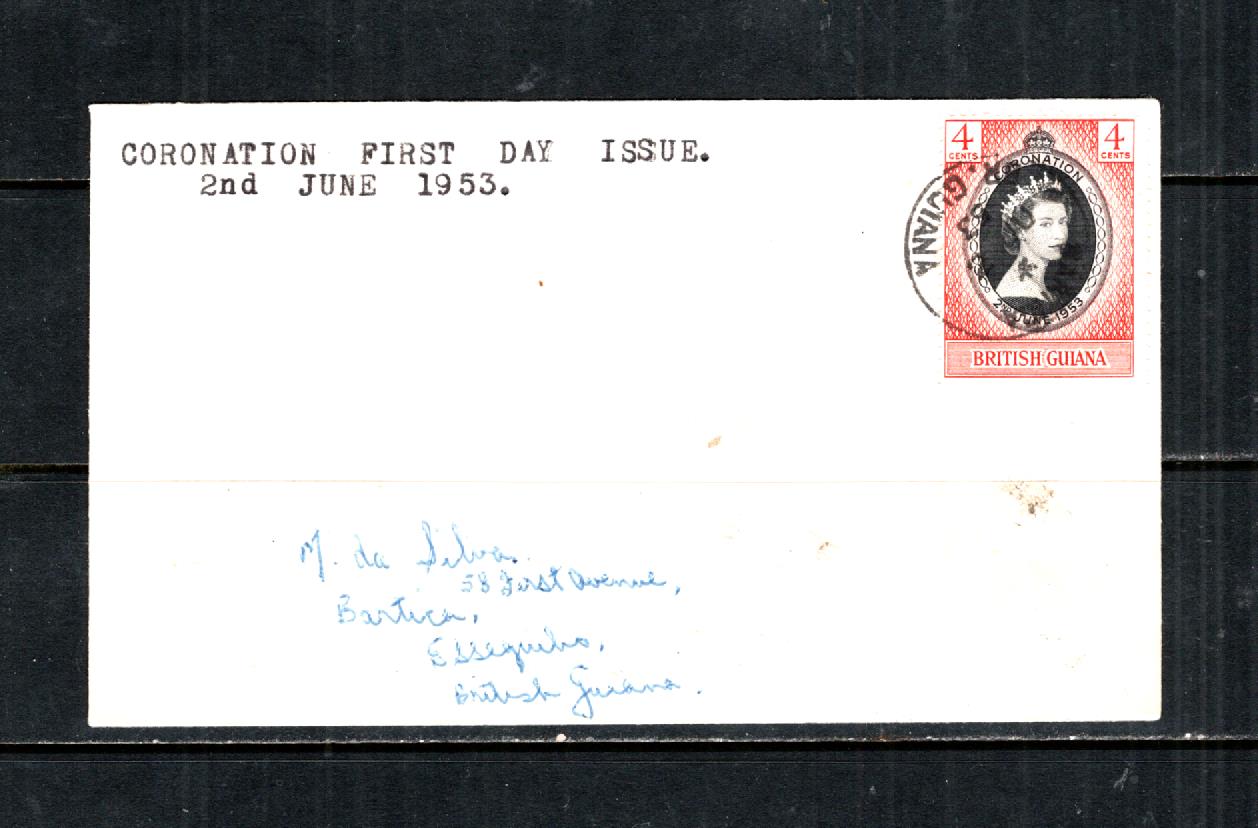 CORONATION FIRST DAY ISSUE.
2nd JUNE 1953.
4 CENTS
4 CENTS
CORONATION
2ND JUNE 1953
BRITISH GUIANA
GUIANA
M. da Silva.
58 First Avenue,
Bartica,
Essequibo,
British Guiana.